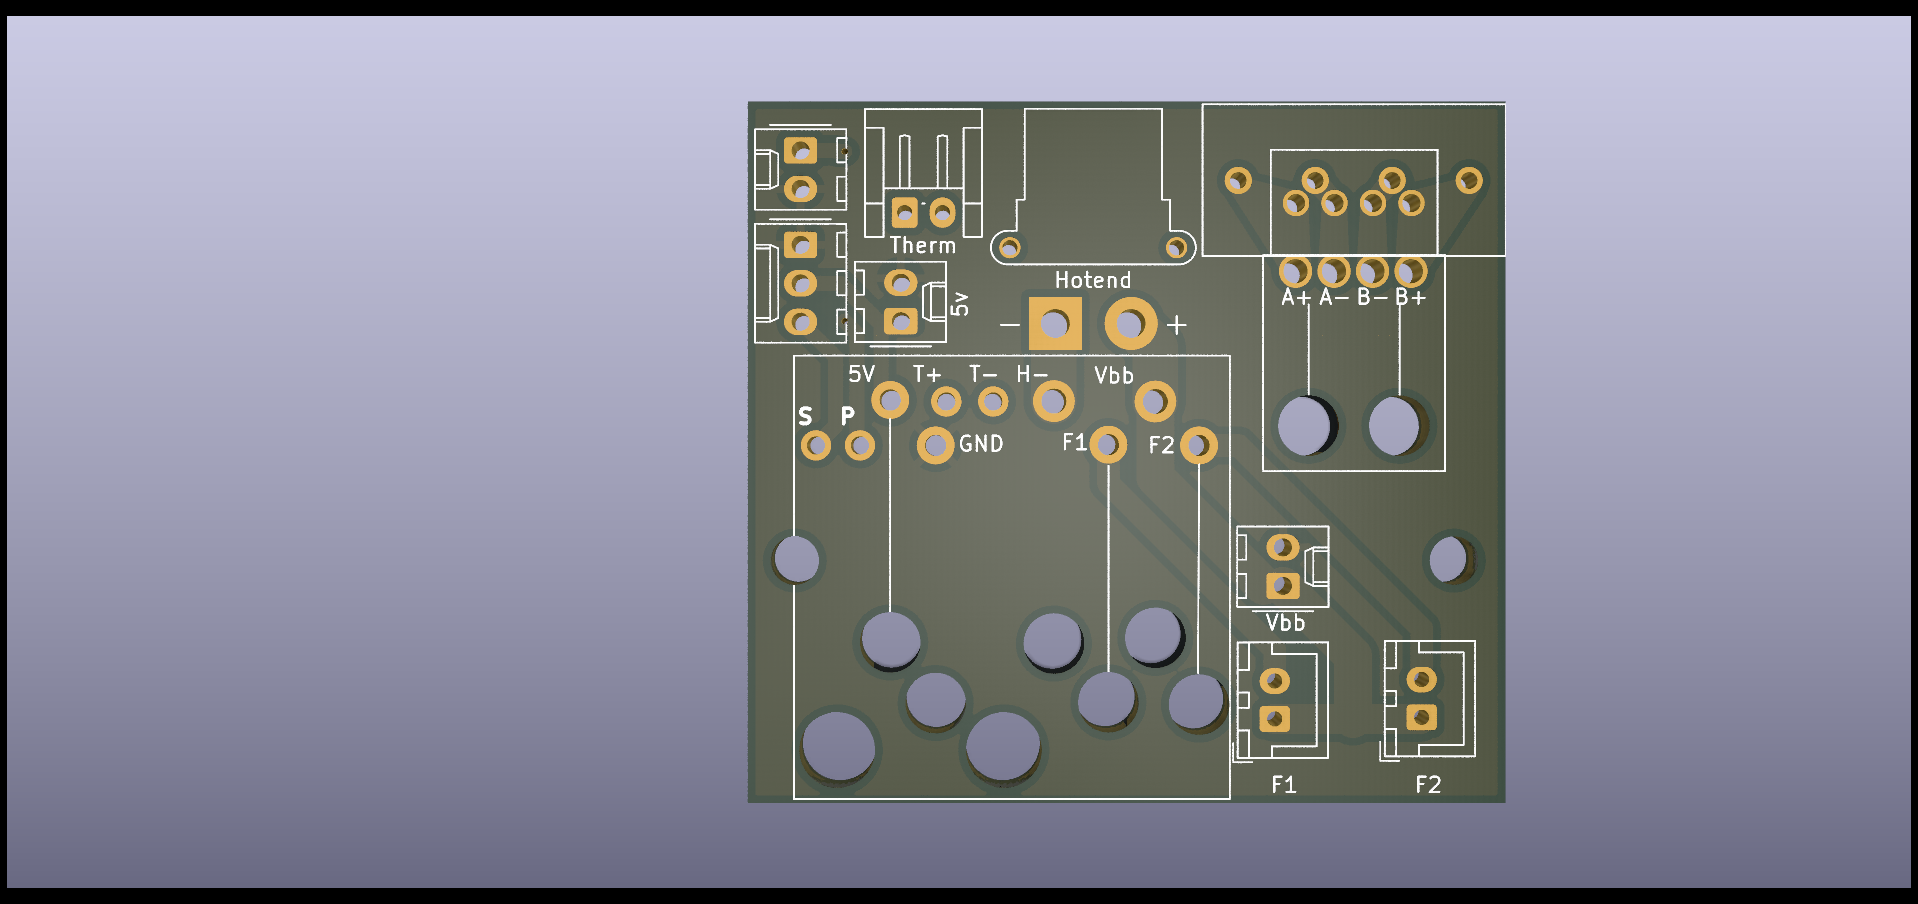 Therm
Hotend
5v
A+ A- B- B+
- +
5V T+ T- H- Vbb
S P
GND
F1
F2
Vbb
F1
F2